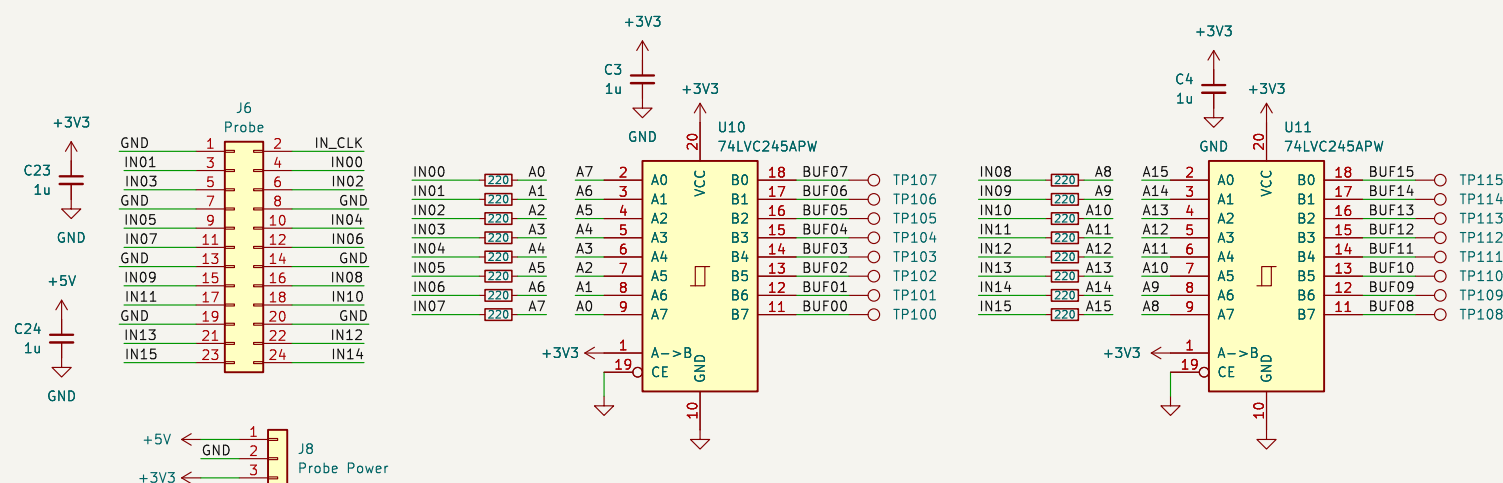 +3V3
C23
1u
GND
+5V
C24
1u
GND
J6
Probe
GND 1 2 IN_CLK
IN01 3 4 IN00
IN03 5 6 IN02
GND 7 8 GND
IN05 9 10 IN04
IN07 11 12 IN06
GND 13 14 GND
IN09 15 16 IN08
IN11 17 18 IN10
GND 19 20 GND
IN13 21 22 IN12
IN15 23 24 IN14
+5V 1
GND 2
+3V3 3
J8
Probe Power
+3V3
C3
1u
GND
IN00 220 A0
IN01 220 A1
IN02 220 A2
IN03 220 A3
IN04 220 A4
IN05 220 A5
IN06 220 A6
IN07 220 A7
+3V3
20
VCC
U10
74LVC245APW
A7 2 A0 B0 18 BUF07 TP107
A6 3 A1 B1 17 BUF06 TP106
A5 4 A2 B2 16 BUF05 TP105
A4 5 A3 B3 15 BUF04 TP104
A3 6 A4 B4 14 BUF03 TP103
A2 7 A5 B5 13 BUF02 TP102
A1 8 A6 B6 12 BUF01 TP101
A0 9 A7 B7 11 BUF00 TP100
+3V3 1 A->B
19 CE
GND
10
+3V3
C4
1u
GND
IN08 220 A8
IN09 220 A9
IN10 220 A10
IN11 220 A11
IN12 220 A12
IN13 220 A13
IN14 220 A14
IN15 220 A15
+3V3
20
VCC
U11
74LVC245APW
A15 2 A0 B0 18 BUF15 TP115
A14 3 A1 B1 17 BUF14 TP114
A13 4 A2 B2 16 BUF13 TP113
A12 5 A3 B3 15 BUF12 TP112
A11 6 A4 B4 14 BUF11 TP111
A10 7 A5 B5 13 BUF10 TP110
A9 8 A6 B6 12 BUF09 TP109
A8 9 A7 B7 11 BUF08 TP108
+3V3 1 A->B
19 CE
GND
10